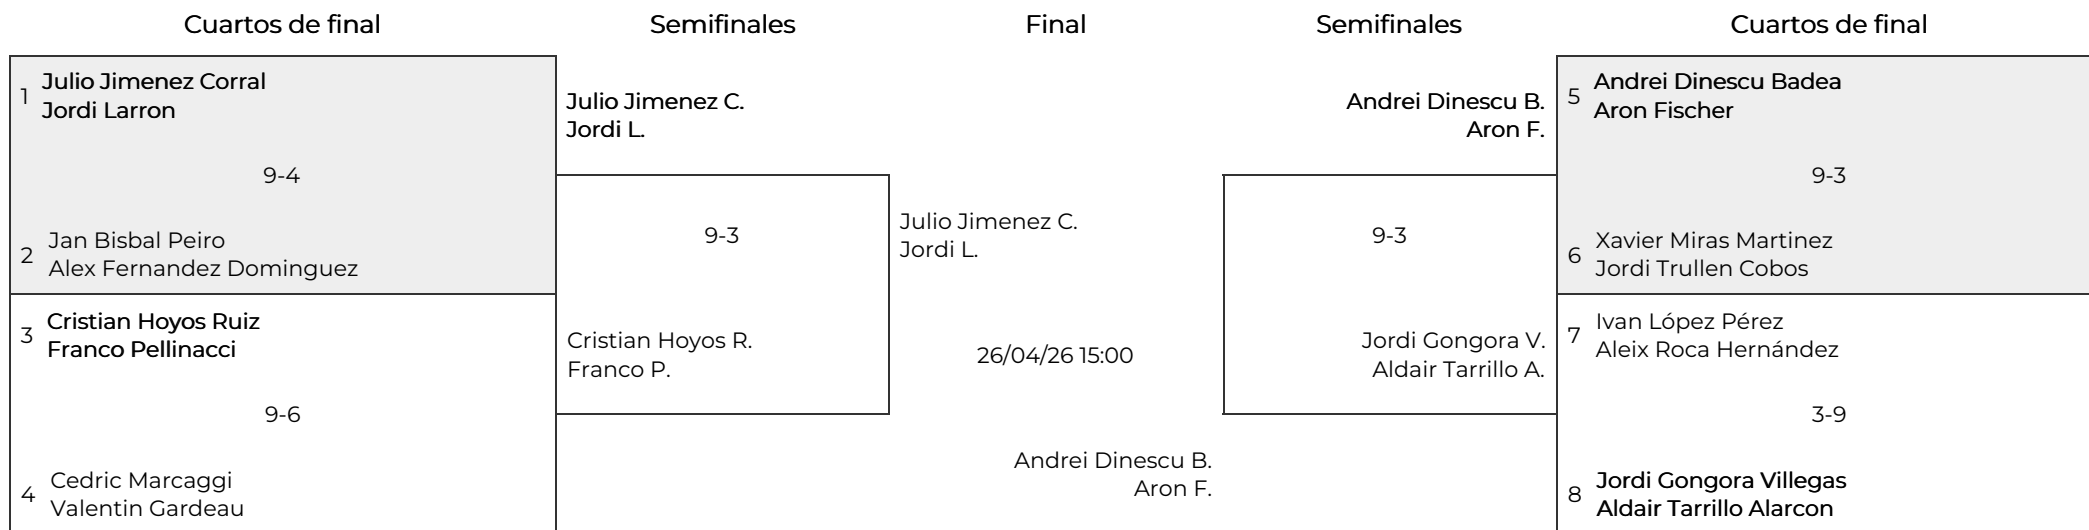 Cuartos de final
Semifinales
Final
Semifinales
Cuartos de final
1
Julio Jimenez Corral
Jordi Larron
9-4
2
Jan Bisbal Peiro
Alex Fernandez Dominguez
3
Cristian Hoyos Ruiz
Franco Pellinacci
9-6
4
Cedric Marcaggi
Valentin Gardeau
Julio Jimenez C.
Jordi L.
9-3
Cristian Hoyos R.
Franco P.
Julio Jimenez C.
Jordi L.
26/04/26 15:00
Andrei Dinescu B.
Aron F.
Andrei Dinescu B.
Aron F.
9-3
Jordi Gongora V.
Aldair Tarrillo A.
5
Andrei Dinescu Badea
Aron Fischer
9-3
6
Xavier Miras Martinez
Jordi Trullen Cobos
7
Ivan López Pérez
Aleix Roca Hernández
3-9
8
Jordi Gongora Villegas
Aldair Tarrillo Alarcon